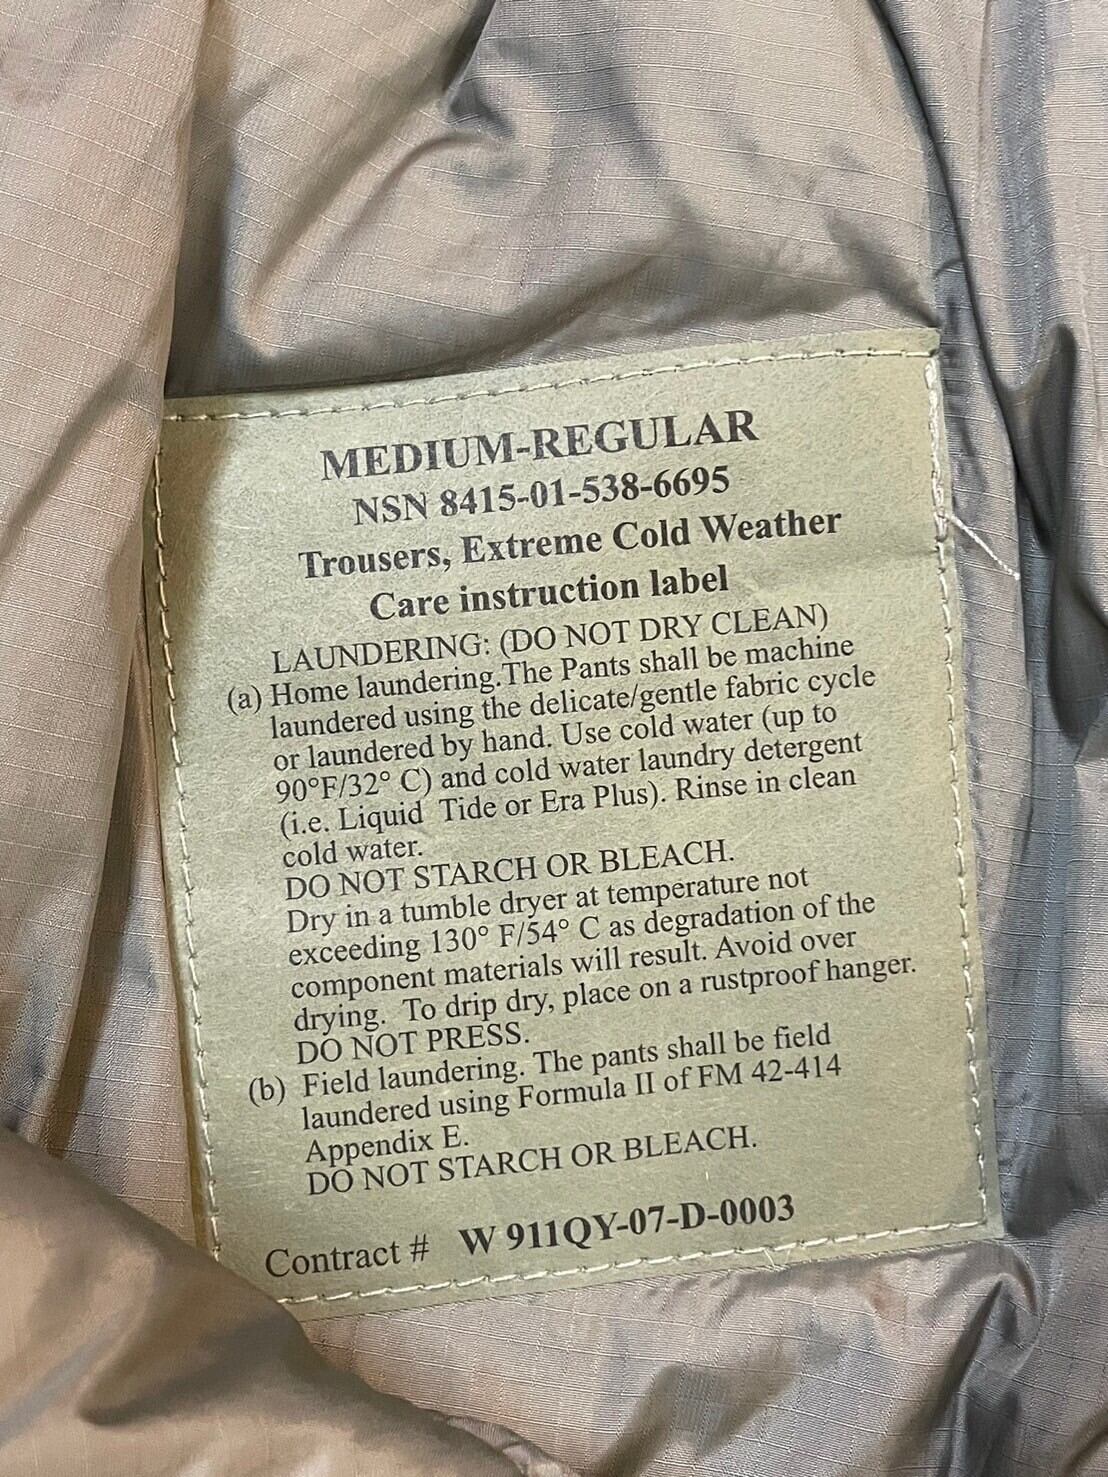 MEDIUM-REGULAR
NSN 8415-01-538-6695
Trousers, Extreme Cold Weather
Care instruction label
LAUNDERING: (DO NOT DRY CLEAN)
(a) Home laundering.The Pants shall be machine
laundered using the delicate/gentle fabric cycle
or laundered by hand. Use cold water (up to
90°F/32° C) and cold water laundry detergent
(i.e. Liquid Tide or Era Plus). Rinse in clean
cold water.
DO NOT STARCH OR BLEACH.
Dry in a tumble dryer at temperature not
exceeding 130° F/54° C as degradation of the
component materials will result. Avoid over
drying. To drip dry, place on a rustproof hanger.
DO NOT PRESS.
(b) Field laundering. The pants shall be field
laundered using Formula II of FM 42-414
Appendix E.
DO NOT STARCH OR BLEACH.
Contract # W 911QY-07-D-0003